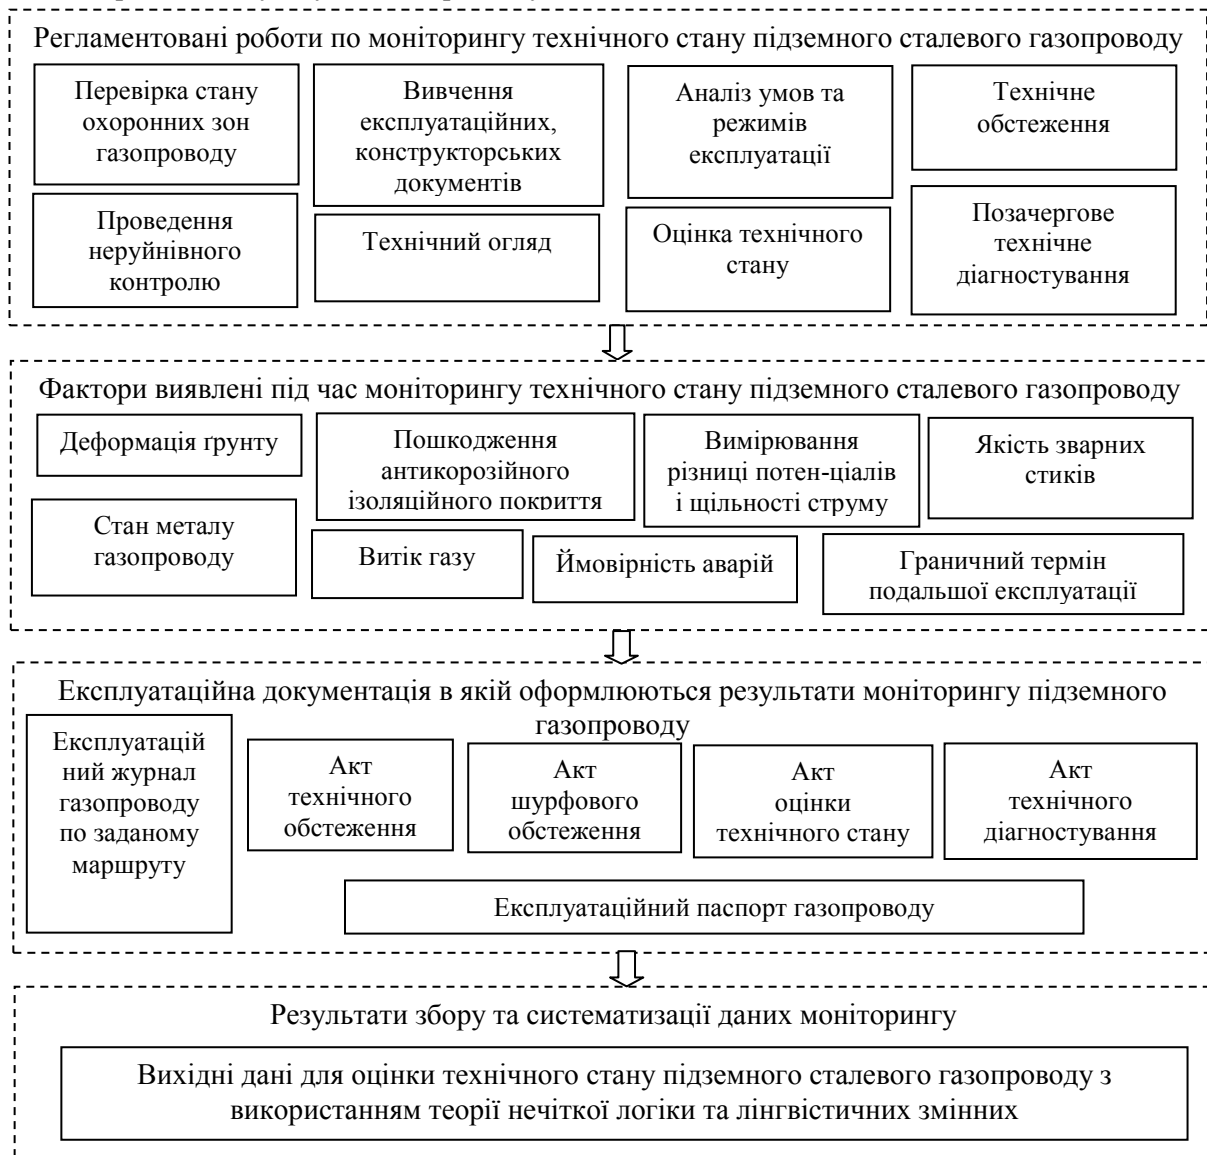 Регламентовані роботи по моніторингу технічного стану підземного сталевого газопроводу
Перевірка стану
охоронних зон
газопроводу
Вивчення
експлуатаційних,
конструкторських
документів
Аналіз умов та
режимів
експлуатації
Технічне
обстеження
Проведення
неруйнівного
контролю
Технічний огляд
Оцінка технічного
стану
Позачергове
технічне
діагностування
Фактори виявлені під час моніторингу технічного стану підземного сталевого газопроводу
Деформація ґрунту
Пошкодження
антикорозійного
ізоляційного покриття
Вимірювання
різниці потен-ціалів
і щільності струму
Якість зварних
стиків
Стан металу
газопроводу
Витік газу
Ймовірність аварій
Граничний термін
подальшої експлуатації
Експлуатаційна документація в якій оформлюються результати моніторингу підземного
газопроводу
Експлуатацій
ний журнал
газопроводу
по заданому
маршруту
Акт
технічного
обстеження
Акт
шурфового
обстеження
Акт
оцінки
технічного стану
Акт
технічного
діагностування
Експлуатаційний паспорт газопроводу
Результати збору та систематизації даних моніторингу
Вихідні дані для оцінки технічного стану підземного сталевого газопроводу з
використанням теорії нечіткої логіки та лінгвістичних змінних